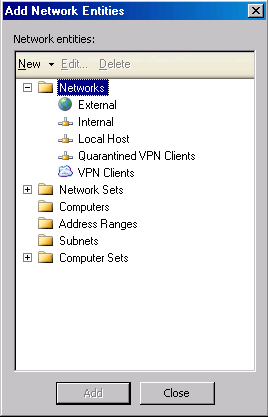 Add Network Entities
Network entities:
New Edit... Delete
Networks
External
Internal
Local Host
Quarantined VPN Clients
VPN Clients
Network Sets
Computers
Address Ranges
Subnets
Computer Sets
Add Close